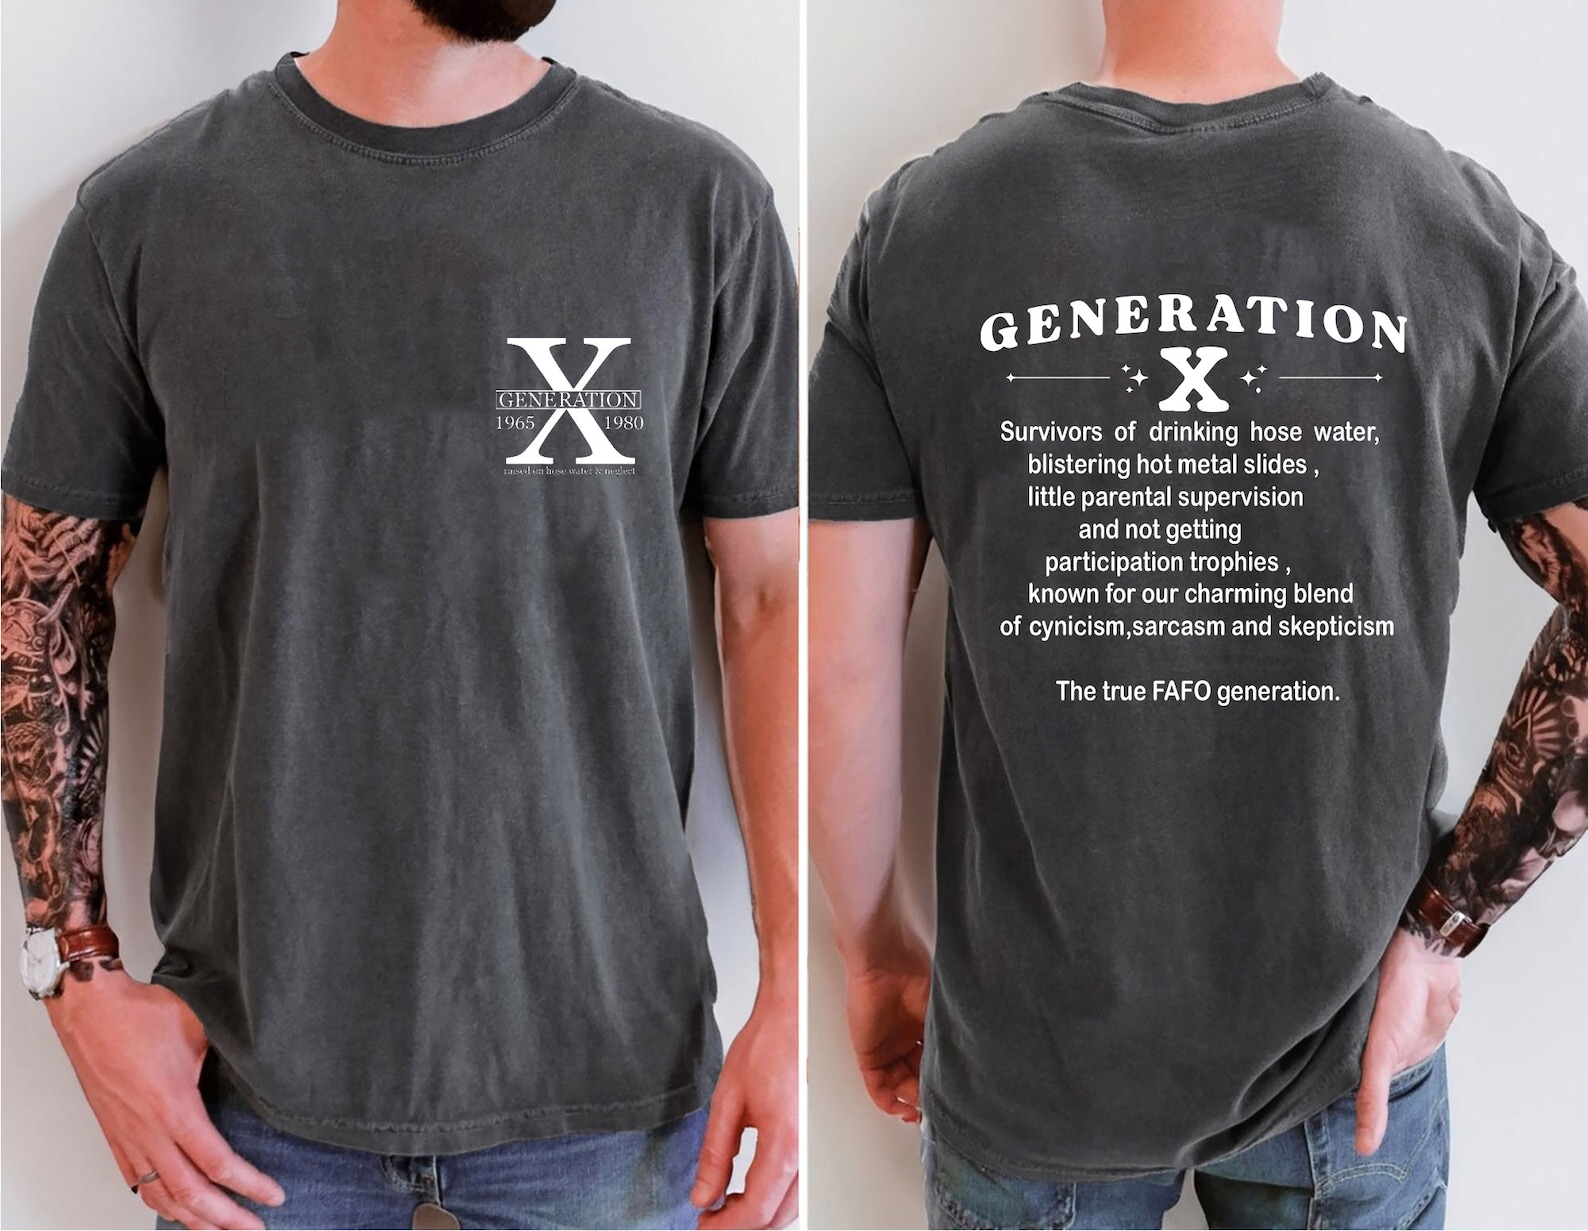 X
GENERATION
1965 1980
raised on hose water & neglect
GENERATION
X
Survivors of drinking hose water,
blistering hot metal slides ,
little parental supervision
and not getting
participation trophies ,
known for our charming blend
of cynicism,sarcasm and skepticism
The true FAFO generation.